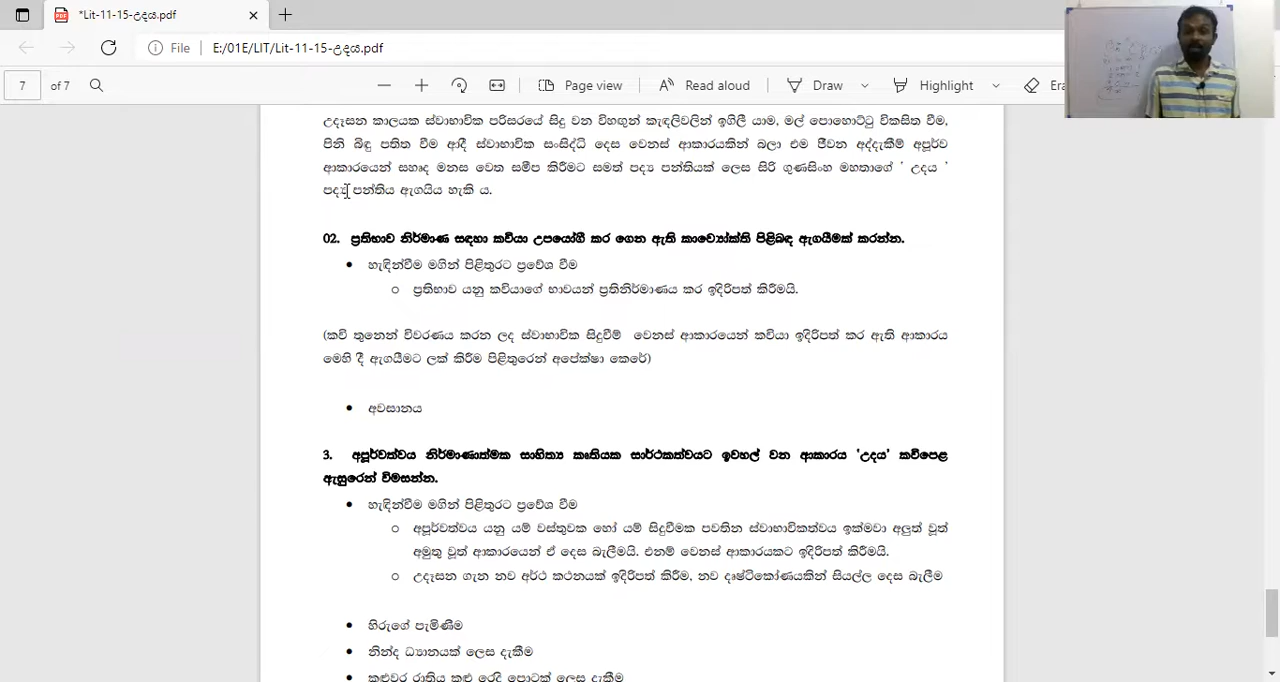 *Lit-11-15-උදය.pdf
File E:/01E/LIT/Lit-11-15-උදය.pdf
7 of 7 Page view Read aloud Draw Highlight Era
උදෑසන කාලයක ස්වාභාවික පරිසරයේ සිදු වන විහඟුන් කැඳලිවලින් ඉගිලී යාම, මල් පොහොට්ටු විකසිත වීම,
පිනි බිඳු පතිත වීම ආදී ස්වාභාවික සංසිද්ධි දෙස වෙනස් ආකාරයකින් බලා එම ජීවන අද්දැකීම් අපූර්ව
ආකාරයෙන් සහෘද මනස වෙත සමීප කිරීමට සමත් පද්‍ය පන්තියක් ලෙස සිරි ගුණසිංහ මහතාගේ ' උදය '
පද්‍ය පන්තිය ඇගයිය හැකි ය.
02. ප්‍රතිභාව නිර්මාණ සඳහා කවියා උපයෝගී කර ගෙන ඇති කාව්‍යෝක්ති පිළිබඳ ඇගයීමක් කරන්න.
• හැඳින්වීම මගින් පිළිතුරට ප්‍රවේශ වීම
o ප්‍රතිභාව යනු කවියාගේ භාවයන් ප්‍රතිනිර්මාණය කර ඉදිරිපත් කිරීමයි.
(කවි තුනෙන් විවරණය කරන ලද ස්වාභාවික සිදුවීම් වෙනස් ආකාරයෙන් කවියා ඉදිරිපත් කර ඇති ආකාරය
මෙහි දී ඇගයීමට ලක් කිරීම පිළිතුරෙන් අපේක්ෂා කෙරේ)
• අවසානය
3. අපූර්වත්වය නිර්මාණාත්මක සාහිත්‍ය කෘතියක සාර්ථකත්වයට ඉවහල් වන ආකාරය 'උදය' කවිපෙළ
ඇසුරෙන් විමසන්න.
• හැඳින්වීම මගින් පිළිතුරට ප්‍රවේශ වීම
o අපූර්වත්වය යනු යම් වස්තුවක හෝ යම් සිදුවීමක පවතින ස්වාභාවිකත්වය ඉක්මවා අලුත් වූත්
අමුතු වූත් ආකාරයෙන් ඒ දෙස බැලීමයි. එනම් වෙනස් ආකාරයකට ඉදිරිපත් කිරීමයි.
o උදෑසන ගැන නව අර්ථ කථනයක් ඉදිරිපත් කිරීම, නව දෘෂ්ටිකෝණයකින් සියල්ල දෙස බැලීම
• හිරුගේ පැමිණීම
• නින්ද ධ්‍යානයක් ලෙස දැකීම
• කළුවර රාත්‍රිය කළු රෙදි පොටක් ලෙස දැකීම